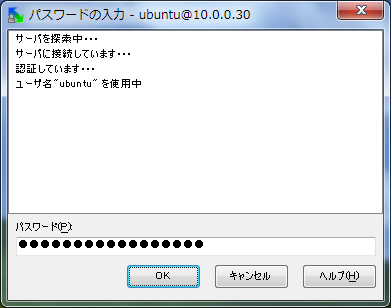 パスワードの入力 - ubuntu@10.0.0.30
サーバを探索中･･･
サーバに接続しています･･･
認証しています･･･
ユーザ名"ubuntu"を使用中
パスワード(P):
●●●●●●●●●●●●●●●●●
OK
キャンセル
ヘルプ(H)